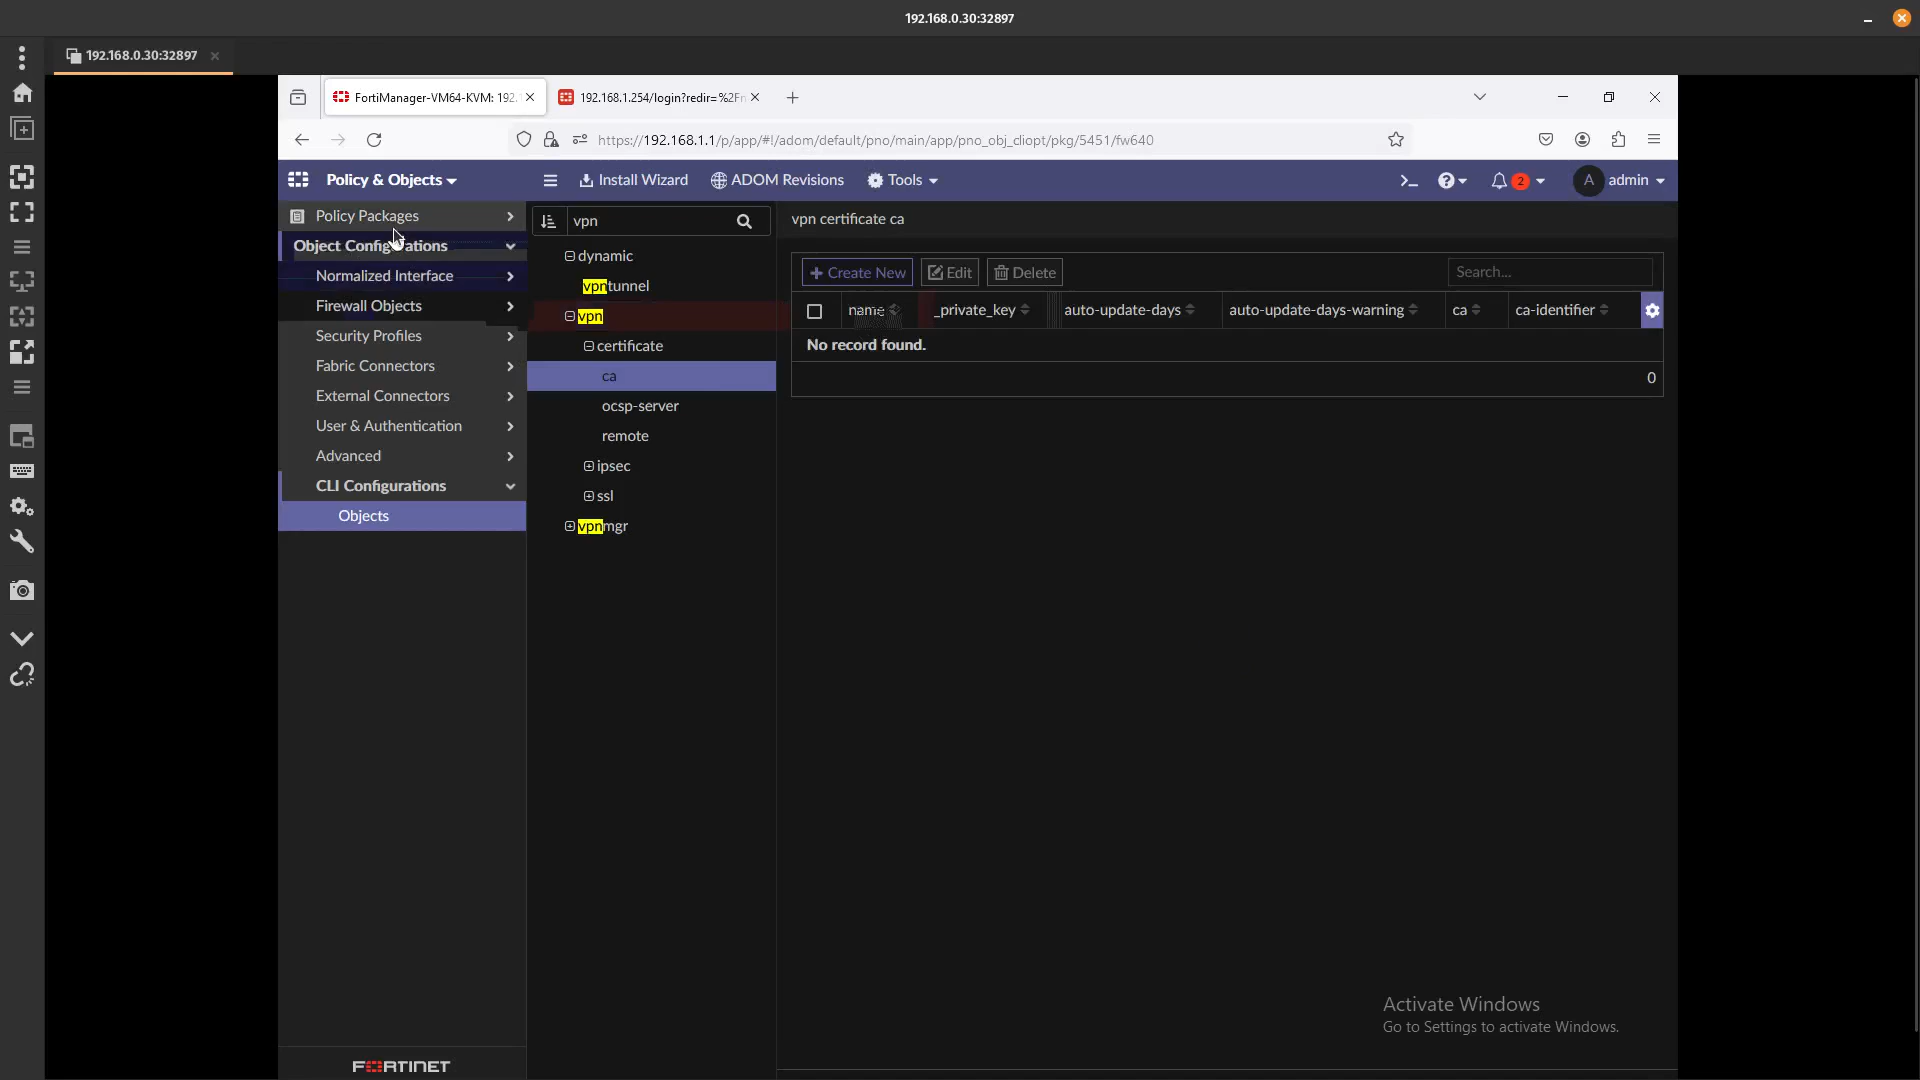 192.168.0.30:32897
192.168.0.30:32897
FortiManager-VM64-KVM: 192.
192.168.1.254/login?redir=%2Fn
https://192.168.1.1/p/app/#!/adom/default/pno/main/app/pno_obj_cliopt/pkg/5451/fw640
Policy & Objects
Install Wizard
ADOM Revisions
Tools
2
A
admin
Policy Packages
Object Configurations
Normalized Interface
Firewall Objects
Security Profiles
Fabric Connectors
External Connectors
User & Authentication
Advanced
CLI Configurations
Objects
FORTINET
vpn
dynamic
vpntunnel
vpn
certificate
ca
ocsp-server
remote
ipsec
ssl
vpnmgr
vpn certificate ca
Create New
Edit
Delete
Search...
name
_private_key
auto-update-days
auto-update-days-warning
ca
ca-identifier
No record found.
0
Activate Windows
Go to Settings to activate Windows.